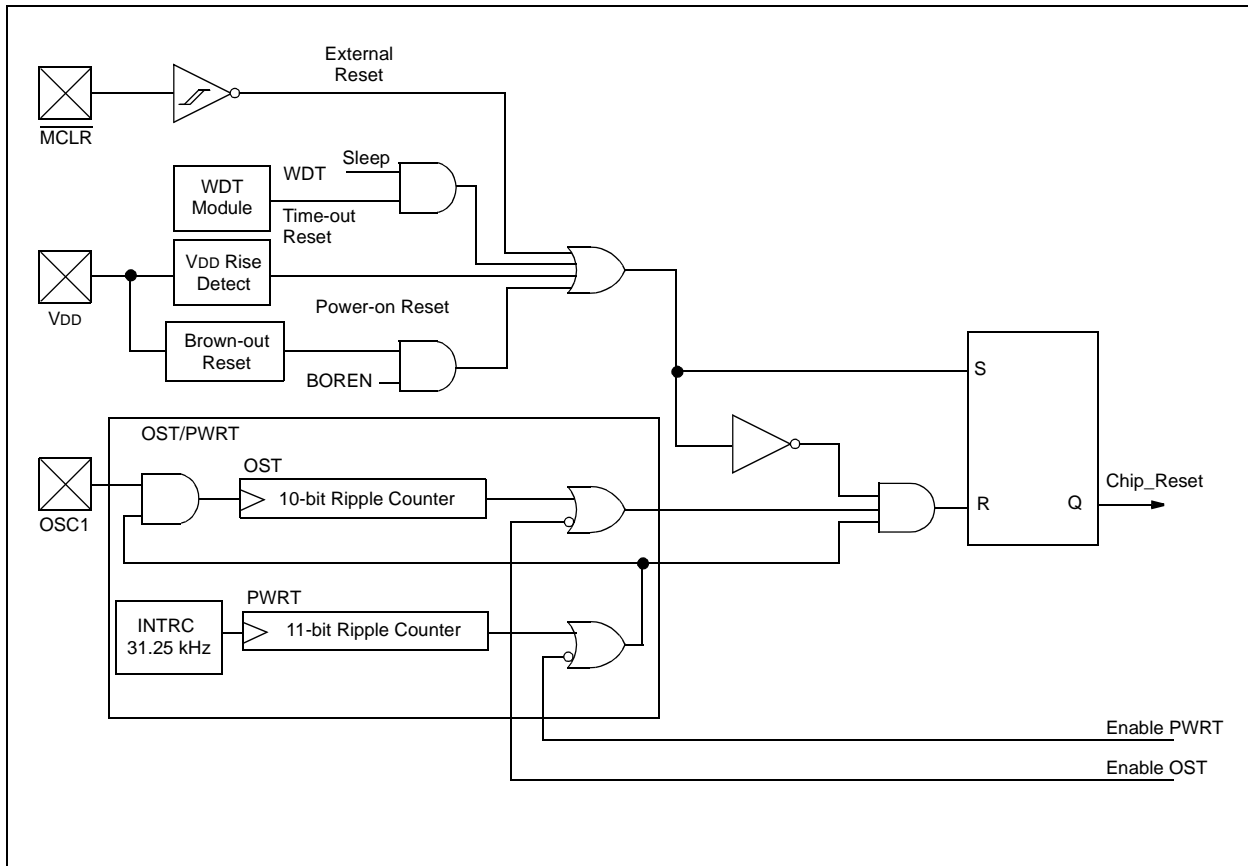 External
Reset
MCLR
Sleep
WDT
WDT
Module
Time-out
Reset
VDD Rise
Detect
VDD
Power-on Reset
Brown-out
Reset
BOREN
S
OST/PWRT
OST
10-bit Ripple Counter
OSC1
Chip_Reset
R
Q
PWRT
INTRC
31.25 kHz
11-bit Ripple Counter
Enable PWRT
Enable OST